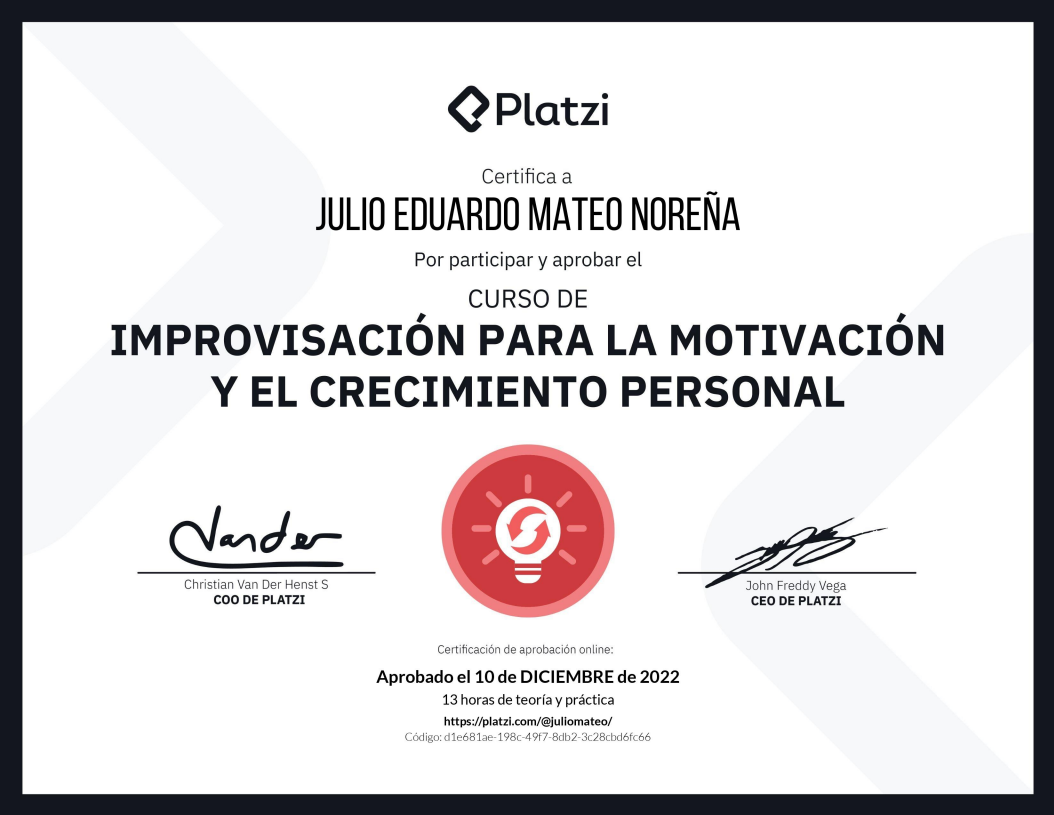 Platzi
Certifica a
JULIO EDUARDO MATEO NOREÑA
Por participar y aprobar el
CURSO DE
IMPROVISACIÓN PARA LA MOTIVACIÓN
Y EL CRECIMIENTO PERSONAL
Vander
Christian Van Der Henst S
COO DE PLATZI
John Freddy Vega
CEO DE PLATZI
Certificación de aprobación online:
Aprobado el 10 de DICIEMBRE de 2022
13 horas de teoría y práctica
https://platzi.com/@juliomateo/
Código: d1e681ae-198c-49f7-8db2-3c28cbd6fc66